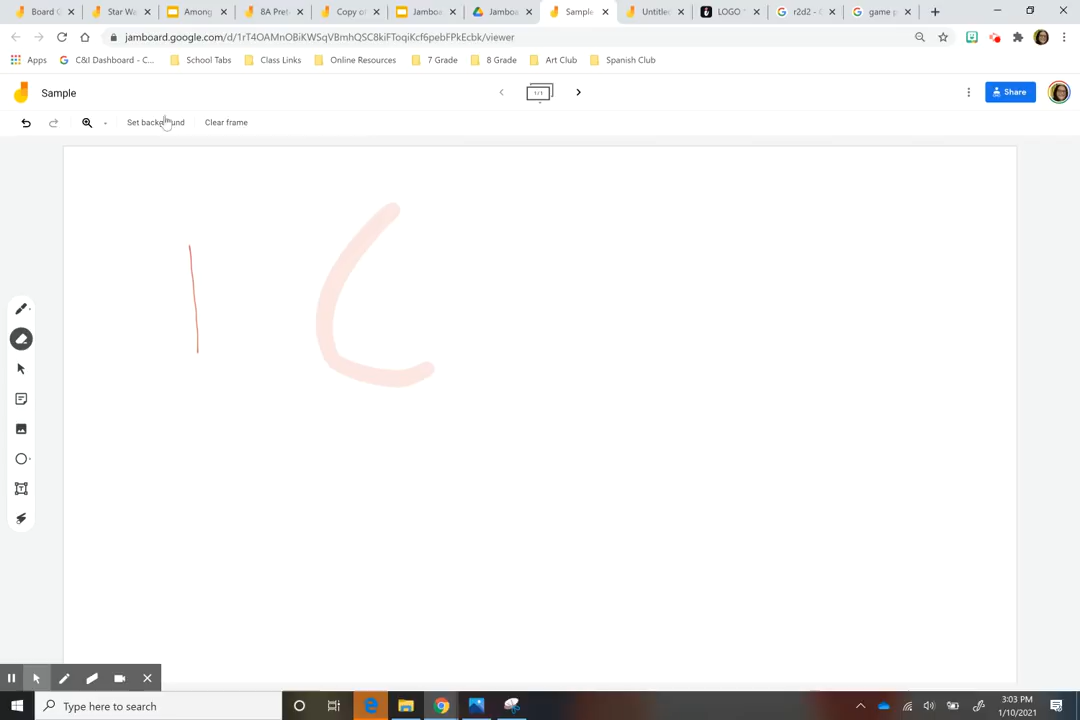 Board G
Star Wa
Among
8A Pret
Copy o
Jamboa
Jamboa
Sample
Untitle
LOGO
r2d2 - G
game p
jamboard.google.com/d/1rT4OAMnOBiKWSqVBmhQSC8kiFToqiKcf6pebFPkEcbk/viewer
Apps
C&I Dashboard - C...
School Tabs
Class Links
Online Resources
7 Grade
8 Grade
Art Club
Spanish Club
Sample
1/1
Share
Set background
Clear frame
Type here to search
3:03 PM
1/10/2021